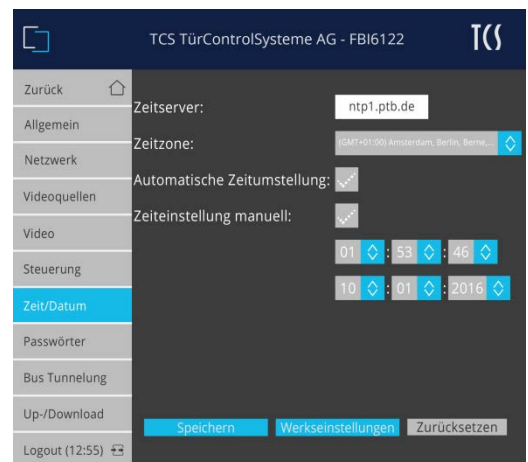 TCS TürControlSysteme AG - FBI6122
TCS
Zurück
Allgemein
Netzwerk
Videoquellen
Video
Steuerung
Zeit/Datum
Passwörter
Bus Tunnelung
Up-/Download
Logout (12:55)
Zeitserver: ntp1.ptb.de
Zeitzone: (GMT+01:00) Amsterdam, Berlin, Berne,...
Automatische Zeitumstellung:
Zeiteinstellung manuell:
01 : 53 : 46
10 : 01 : 2016
Speichern Werkseinstellungen Zurücksetzen